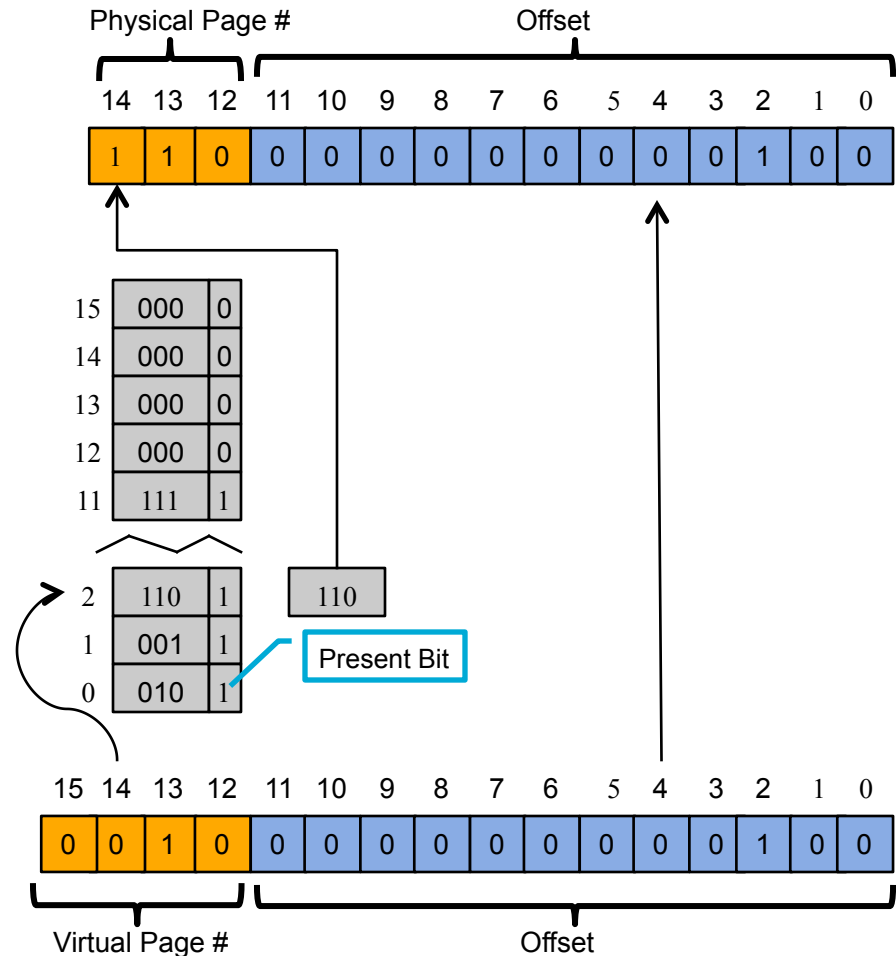 Physical Page # Offset
14 13 12 11 10 9 8 7 6 5 4 3 2 1 0
1 1 0 0 0 0 0 0 0 0 0 0 1 0 0
15 000 0
14 000 0
13 000 0
12 000 0
11 111 1
2 110 1 110
1 001 1
Present Bit
0 010 1
15 14 13 12 11 10 9 8 7 6 5 4 3 2 1 0
0 0 1 0 0 0 0 0 0 0 0 0 0 1 0 0
Virtual Page # Offset